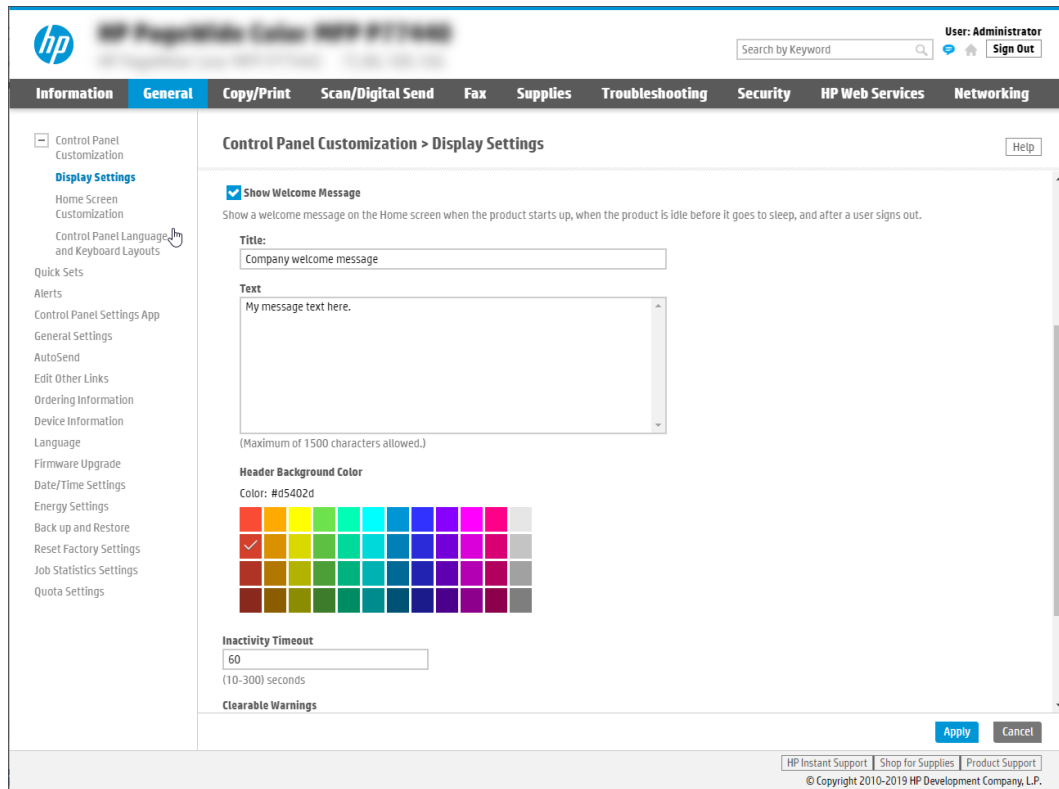 hp
User: Administrator
Search by Keyword
Sign Out
Information General Copy/Print Scan/Digital Send Fax Supplies Troubleshooting Security HP Web Services Networking
Control Panel
Customization
Display Settings
Home Screen
Customization
Control Panel Language
and Keyboard Layouts
Quick Sets
Alerts
Control Panel Settings App
General Settings
AutoSend
Edit Other Links
Ordering Information
Device Information
Language
Firmware Upgrade
Date/Time Settings
Energy Settings
Back up and Restore
Reset Factory Settings
Job Statistics Settings
Quota Settings
Control Panel Customization > Display Settings
Help
Show Welcome Message
Show a welcome message on the Home screen when the product starts up, when the product is idle before it goes to sleep, and after a user signs out.
Title:
Company welcome message
Text
My message text here.
(Maximum of 1500 characters allowed.)
Header Background Color
Color: #d5402d
Inactivity Timeout
60
(10-300) seconds
Clearable Warnings
Apply Cancel
HP Instant Support Shop for Supplies Product Support
© Copyright 2010-2019 HP Development Company, L.P.